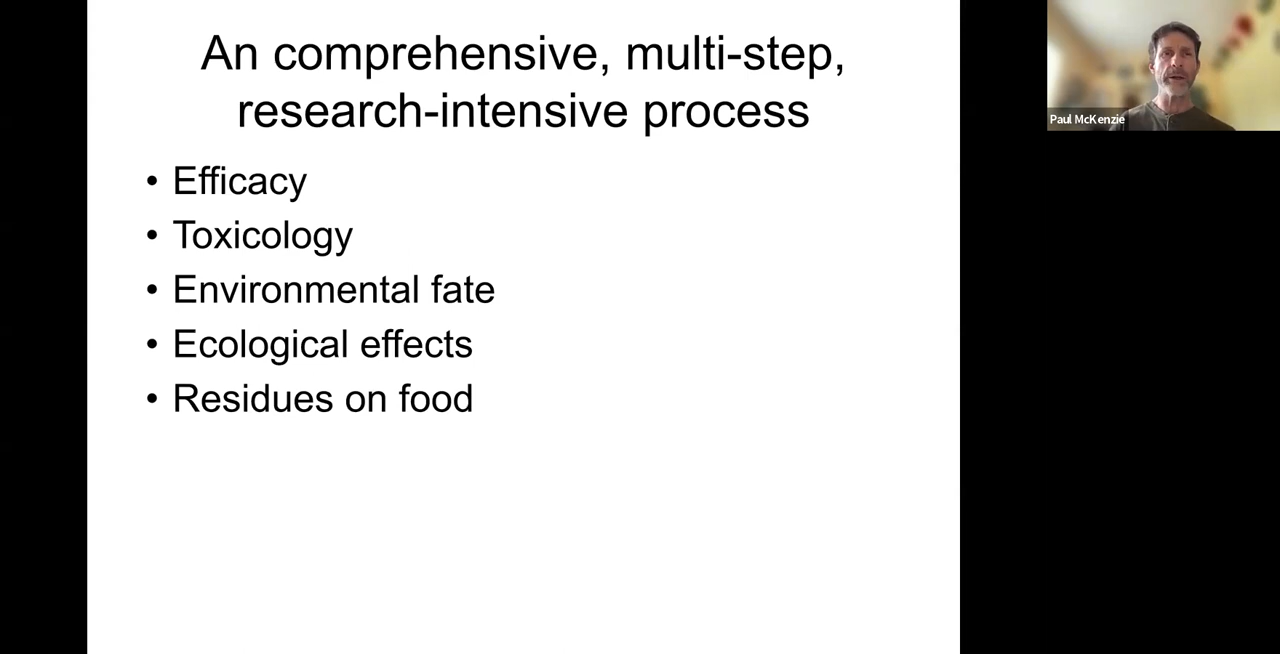 An comprehensive, multi-step,
research-intensive process
• Efficacy
• Toxicology
• Environmental fate
• Ecological effects
• Residues on food
Paul McKenzie